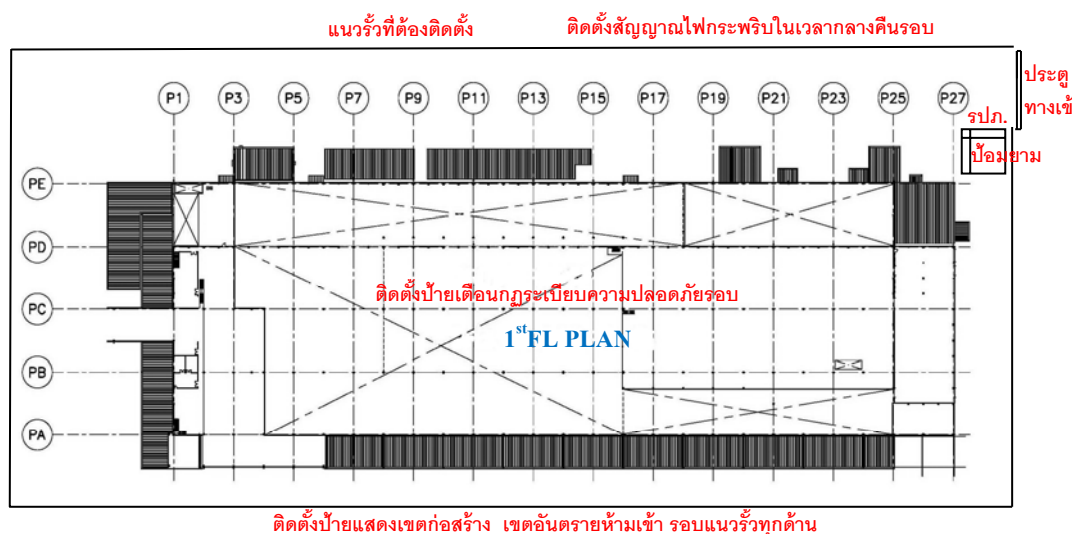 แนวรั้วที่ต้องติดตั้ง ติดตั้งสัญญาณไฟกระพริบในเวลากลางคืนรอบ
ประตู
ทางเข้
รปภ.
ป้อมยาม
P1 P3 P5 P7 P9 P11 P13 P15 P17 P19 P21 P23 P25 P27
PE
PD
PC
ติดตั้งป้ายเตือนกฎระเบียบความปลอดภัยรอบ
1stFL PLAN
PB
PA
ติดตั้งป้ายแสดงเขตก่อสร้าง เขตอันตรายห้ามเข้า รอบแนวรั้วทุกด้าน